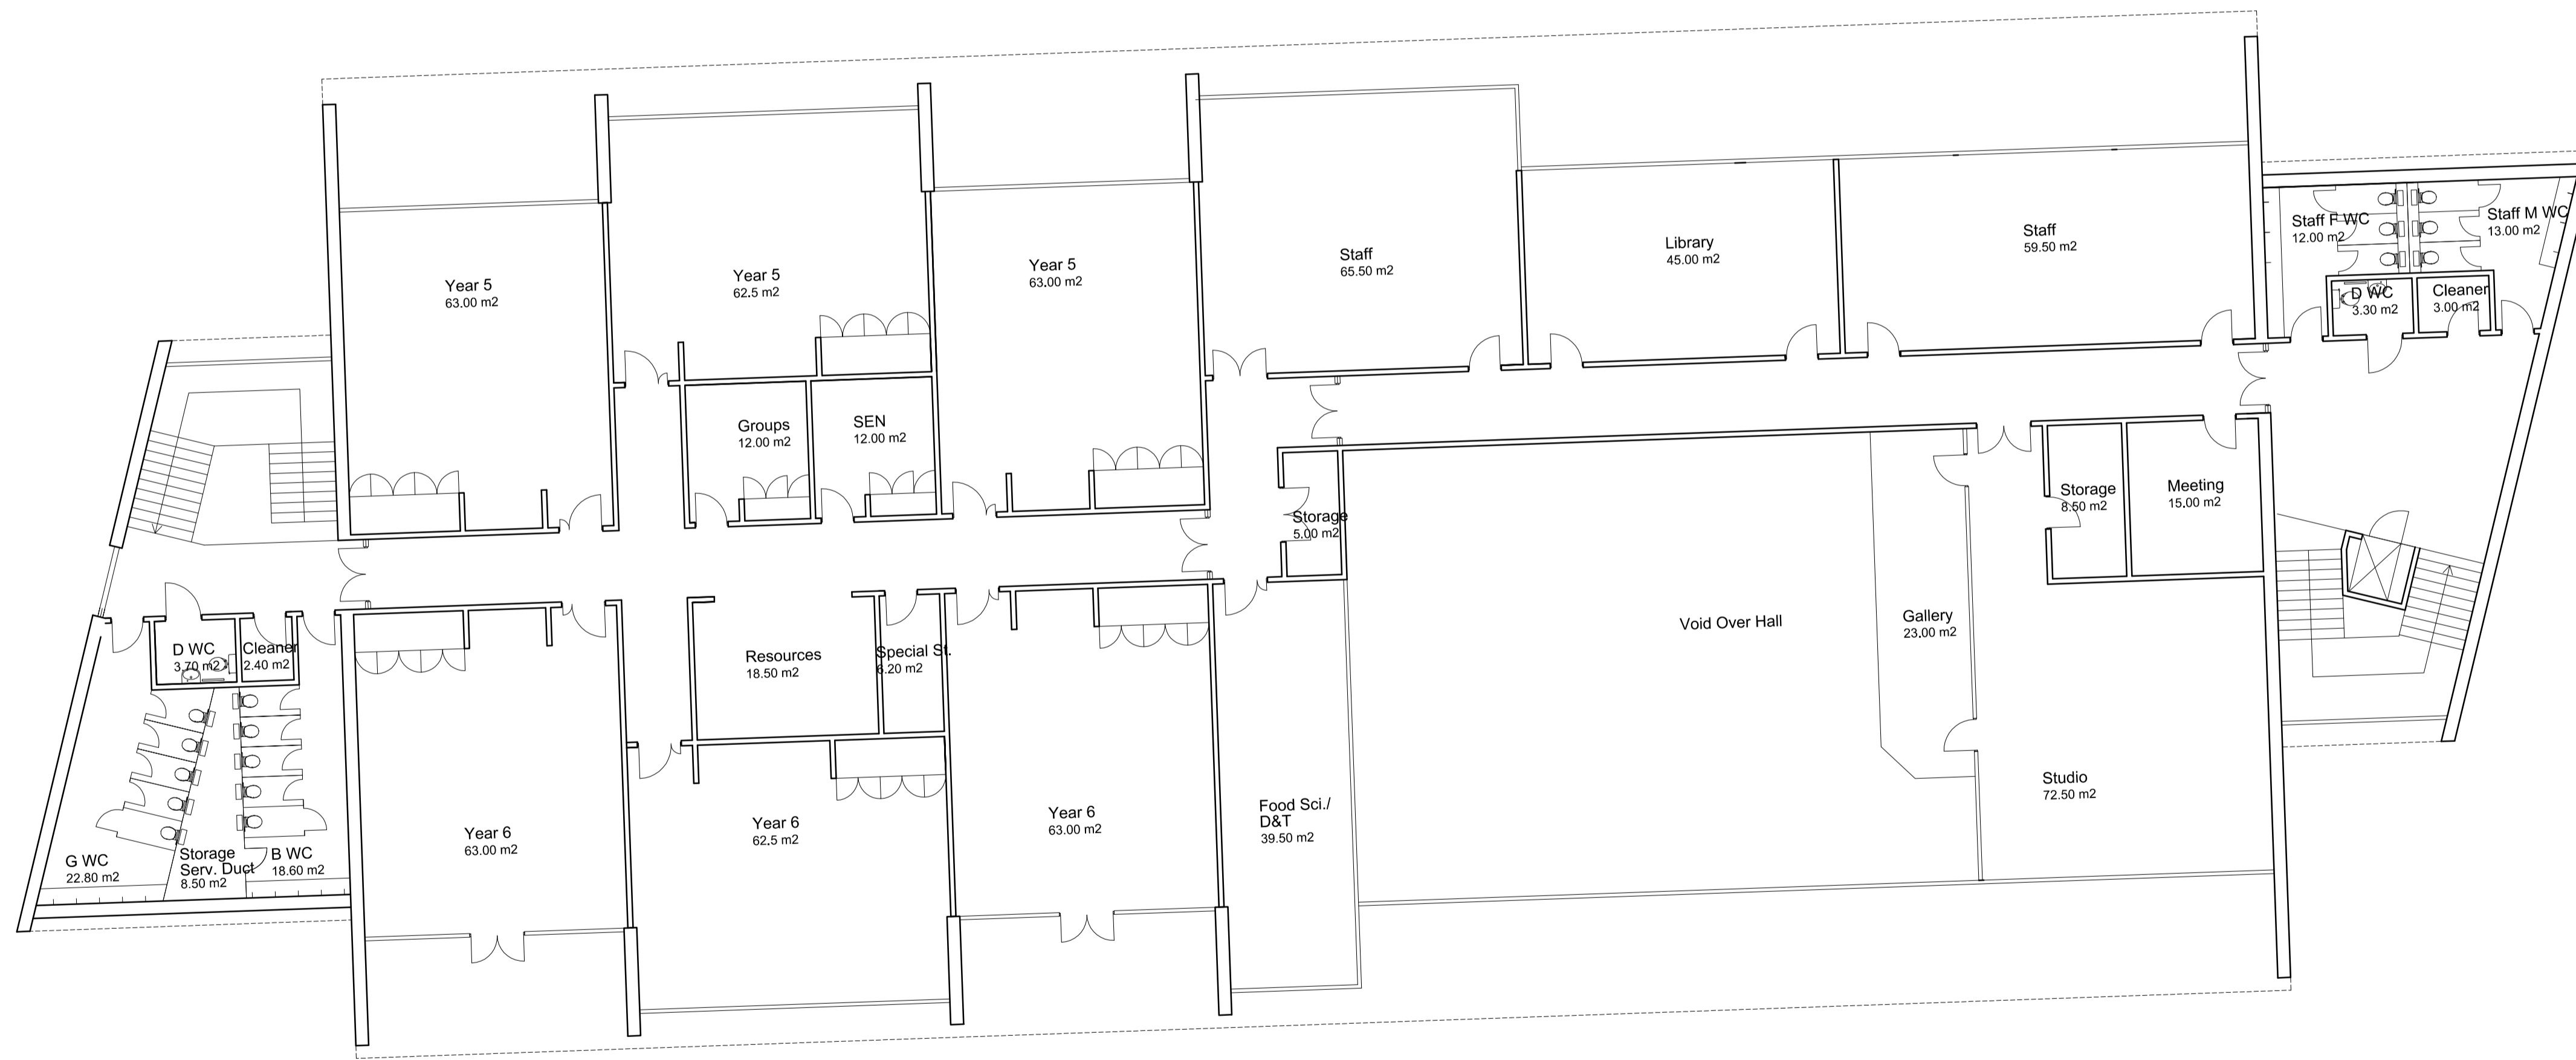 Year 5
63.00 m2
Year 5
62.5 m2
Year 5
63.00 m2
Staff
65.50 m2
Library
45.00 m2
Staff
59.50 m2
Staff F WC
12.00 m2
Staff M WC
13.00 m2
D WC
3.30 m2
Cleaner
3.00 m2
Groups
12.00 m2
SEN
12.00 m2
Storage
5.00 m2
Storage
8.50 m2
Meeting
15.00 m2
Void Over Hall
Gallery
23.00 m2
D WC
3.70 m2
Cleaner
2.40 m2
Resources
18.50 m2
Special St.
6.20 m2
Studio
72.50 m2
Year 6
63.00 m2
Year 6
62.5 m2
Year 6
63.00 m2
Food Sci./
D&T
39.50 m2
G WC
22.80 m2
Storage
Serv. Duct
8.50 m2
B WC
18.60 m2